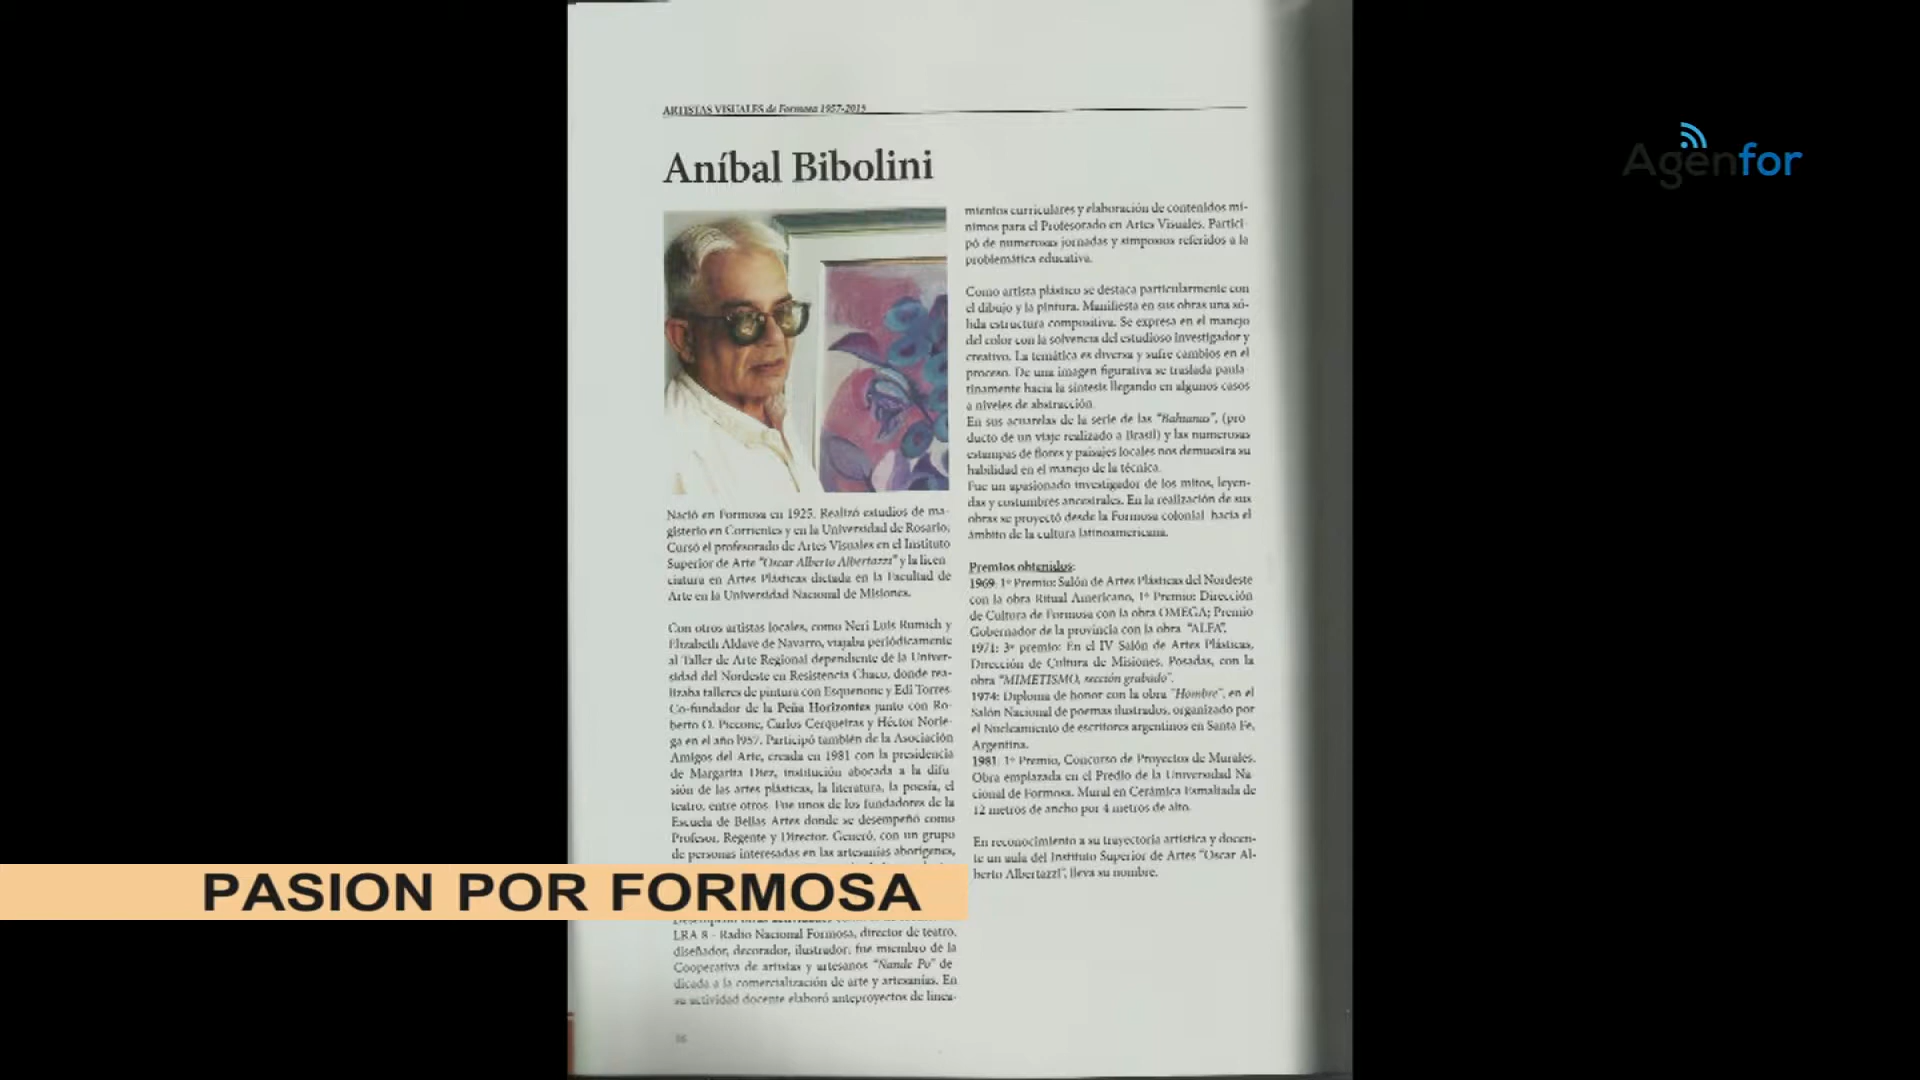 ARTISTAS VISUALES de Formosa 1957-2015
Aníbal Bibolini
Nació en Formosa en 1925. Realizó estudios de ma-
gisterio en Corrientes y en la Universidad de Rosario.
Cursó el profesorado de Artes Visuales en el Instituto
Superior de Arte "Oscar Alberto Albertazzi" y la licen
ciatura en Artes Plásticas dictada en la Facultad de
Arte en la Universidad Nacional de Misiones.
Con otros artistas locales, como Neri Luis Rumich y
Elizabeth Aldave de Navarro, viajaba periódicamente
al Taller de Arte Regional dependiente de la Univer-
sidad del Nordeste en Resistencia Chaco, donde rea-
lizaba talleres de pintura con Esquenone y Edi Torres.
Co-fundador de la Peña Horizontes junto con Ro-
berto O. Piccone, Carlos Cerqueiras y Héctor Norie-
ga en el año 1957. Participó también de la Asociación
Amigos del Arte, creada en 1981 con la presidencia
de Margarita Diez, institución abocada a la difu
sión de las artes plásticas, la literatura, la poesía, el
teatro, entre otros. Fue unos de los fundadores de la
Escuela de Bellas Artes donde se desempeñó como
Profesor, Regente y Director. Generó, con un grupo
de personas interesadas en las artesanías aborígenes,
LRA 8 - Radio Nacional Formosa, director de teatro,
diseñador, decorador, ilustrador, fue miembro de la
Cooperativa de artistas y artesanos "Ñande Po" de
dicada a la comercialización de arte y artesanías. En
su actividad docente elaboró anteproyectos de linea-
16
mientos curriculares y elaboración de contenidos mí-
nimos para el Profesorado en Artes Visuales. Partici-
pó de numerosas jornadas y simposios referidos a la
problemática educativa.
Como artista plástico se destaca particularmente con
el dibujo y la pintura. Manifiesta en sus obras una só-
lida estructura compositiva. Se expresa en el manejo
del color con la solvencia del estudioso investigador y
creativo. La temática es diversa y sufre cambios en el
proceso. De una imagen figurativa se traslada paula
tinamente hacia la síntesis llegando en algunos casos
a niveles de abstracción.
En sus acuarelas de la serie de las "Bahianas", (pro
ducto de un viaje realizado a Brasil) y las numerosas
estampas de flores y paisajes locales nos demuestra su
habilidad en el manejo de la técnica.
Fue un apasionado investigador de los mitos, leyen-
das y costumbres ancestrales. En la realización de sus
obras se proyectó desde la Formosa colonial hacia el
ámbito de la cultura latinoamericana.
Premios obtenidos:
1969: 1º Premio: Salón de Artes Plásticas del Nordeste
con la obra Ritual Americano, 1º Premio: Dirección
de Cultura de Formosa con la obra OMEGA; Premio
Gobernador de la provincia con la obra "ALFA".
1971: 3º premio: En el IV Salón de Artes Plásticas,
Dirección de Cultura de Misiones, Posadas, con la
obra "MIMETISMO, sección grabado".
1974: Diploma de honor con la obra "Hombre", en el
Salón Nacional de poemas ilustrados, organizado por
el Nucleamiento de escritores argentinos en Santa Fe,
Argentina.
1981: 1º Premio, Concurso de Proyectos de Murales.
Obra emplazada en el Predio de la Universidad Na
cional de Formosa. Mural en Cerámica Esmaltada de
12 metros de ancho por 4 metros de alto.
En reconocimiento a su trayectoria artística y docen-
te un aula del Instituto Superior de Artes "Oscar Al-
berto Albertazzi", lleva su nombre.
PASION POR FORMOSA
Agenfor